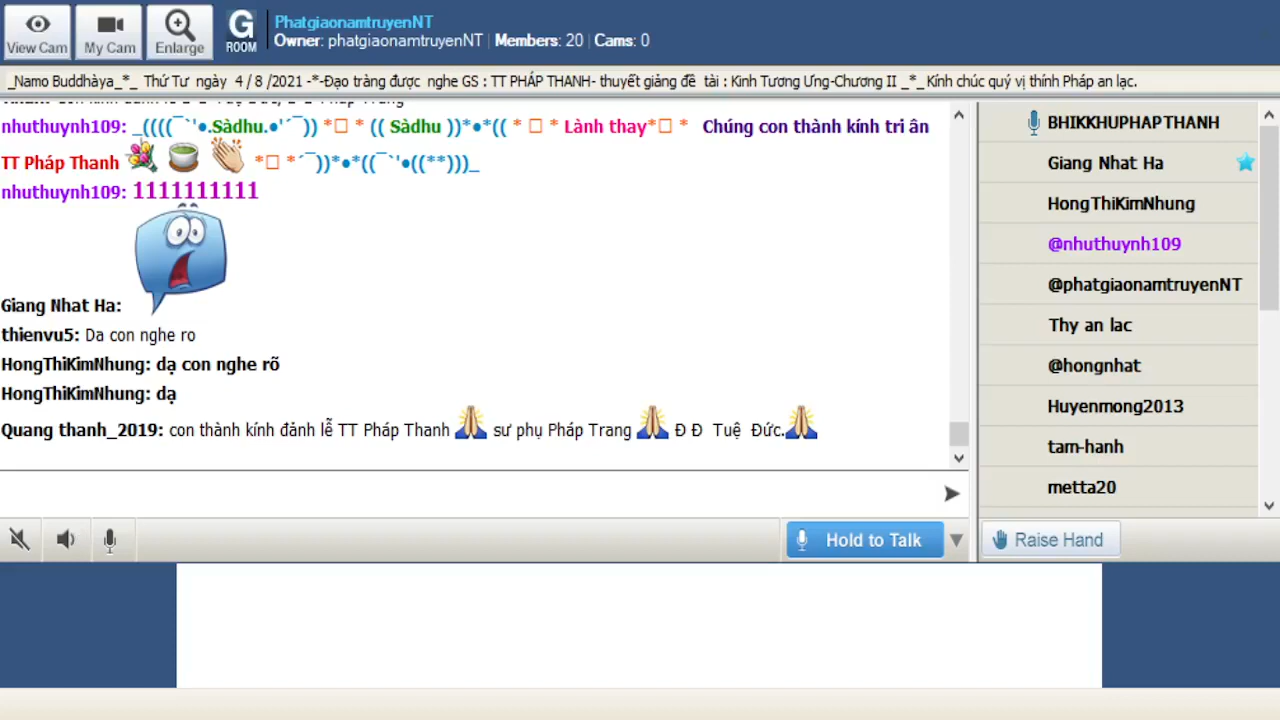 View Cam
My Cam
Enlarge
G
ROOM
PhatgiaonamtruyenNT
Owner: phatgiaonamtruyenNT | Members: 20 | Cams: 0
_Namo Buddhàya_*_ Thứ Tư ngày 4 / 8 /2021 -*-Đạo tràng được nghe GS : TT PHÁP THANH- thuyết giảng đề tài : Kinh Tương Ưng-Chương II _*_ Kính chúc quý vị thính Pháp an lạc.
nhuthuynh109: _((((¯`'●.Sàdhu.●'´¯)) *□ * (( Sàdhu ))*●*(( * □ * Lành thay*□ * Chúng con thành kính tri ân
TT Pháp Thanh *□ *´¯))*●*((¯`'●((**)))_
nhuthuynh109: 1111111111
Giang Nhat Ha:
thienvu5: Da con nghe ro
HongThiKimNhung: dạ con nghe rõ
HongThiKimNhung: dạ
Quang thanh_2019: con thành kính đãnh lễ TT Pháp Thanh sư phụ Pháp Trang Đ Đ Tuệ Đức.
BHIKKHUPHAPTHANH
Giang Nhat Ha
HongThiKimNhung
@nhuthuynh109
@phatgiaonamtruyenNT
Thy an lac
@hongnhat
Huyenmong2013
tam-hanh
metta20
Hold to Talk
Raise Hand